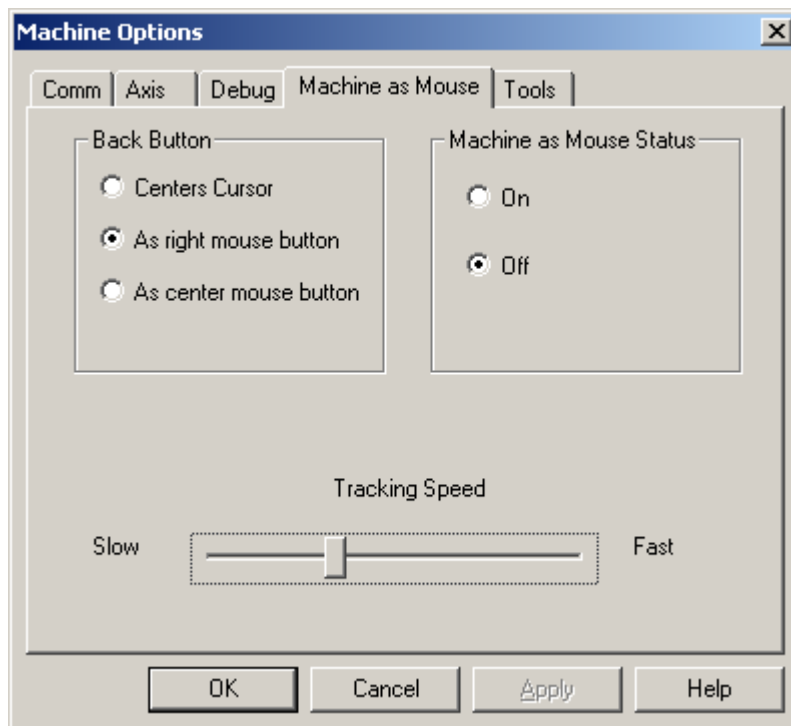 Machine Options
Comm Axis Debug Machine as Mouse Tools
Back Button
Centers Cursor
As right mouse button
As center mouse button
Machine as Mouse Status
On
Off
Tracking Speed
Slow
Fast
OK Cancel Apply Help